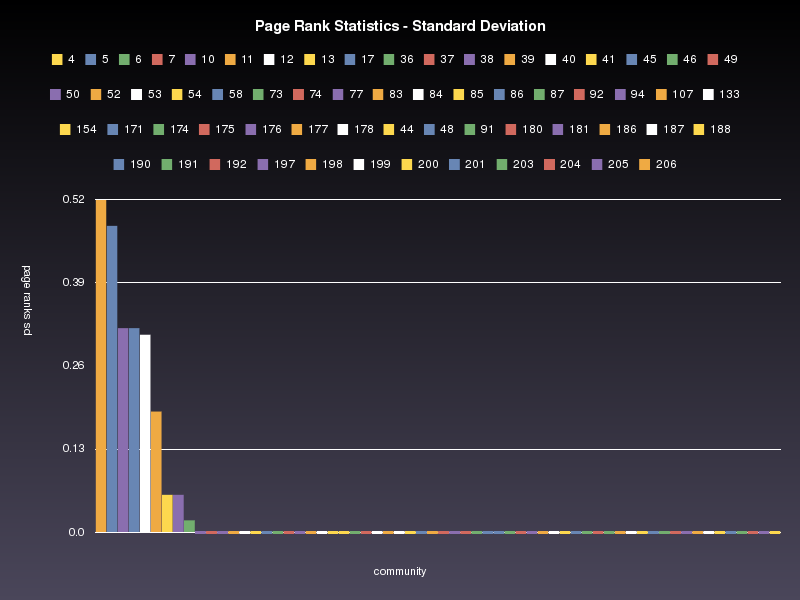 Page Rank Statistics - Standard Deviation
4 5 6 7 10 11 12 13 17 36 37 38 39 40 41 45 46 49
50 52 53 54 58 73 74 77 83 84 85 86 87 92 94 107 133
154 171 174 175 176 177 178 44 48 91 180 181 186 187 188
190 191 192 197 198 199 200 201 203 204 205 206
0.52
0.39
page ranks sd
0.26
0.13
0.0
community